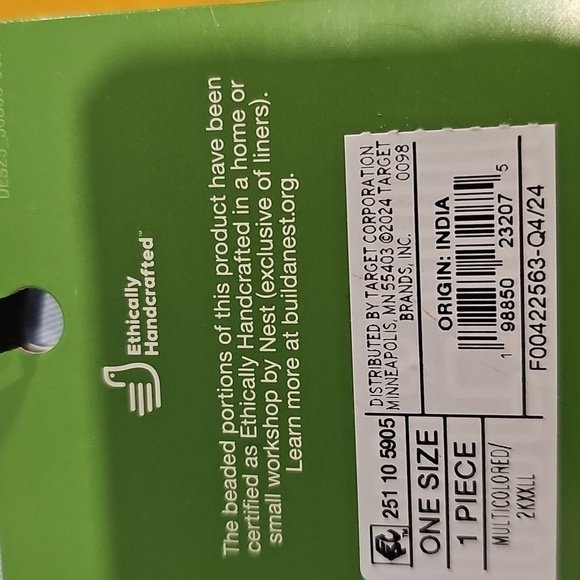 Ethically
Handcrafted™
The beaded portions of this product have been
certified as Ethically Handcrafted in a home or
small workshop by Nest (exclusive of liners).
Learn more at buildanest.org.
251 10 5905
ONE SIZE
1 PIECE
MULTICOLORED/
2KXXLL
DISTRIBUTED BY TARGET CORPORATION
MINNEAPOLIS, MN 55403 ©2024 TARGET
BRANDS, INC. 0098
ORIGIN: INDIA
1 98850 23207 5
F00422563-Q4/24